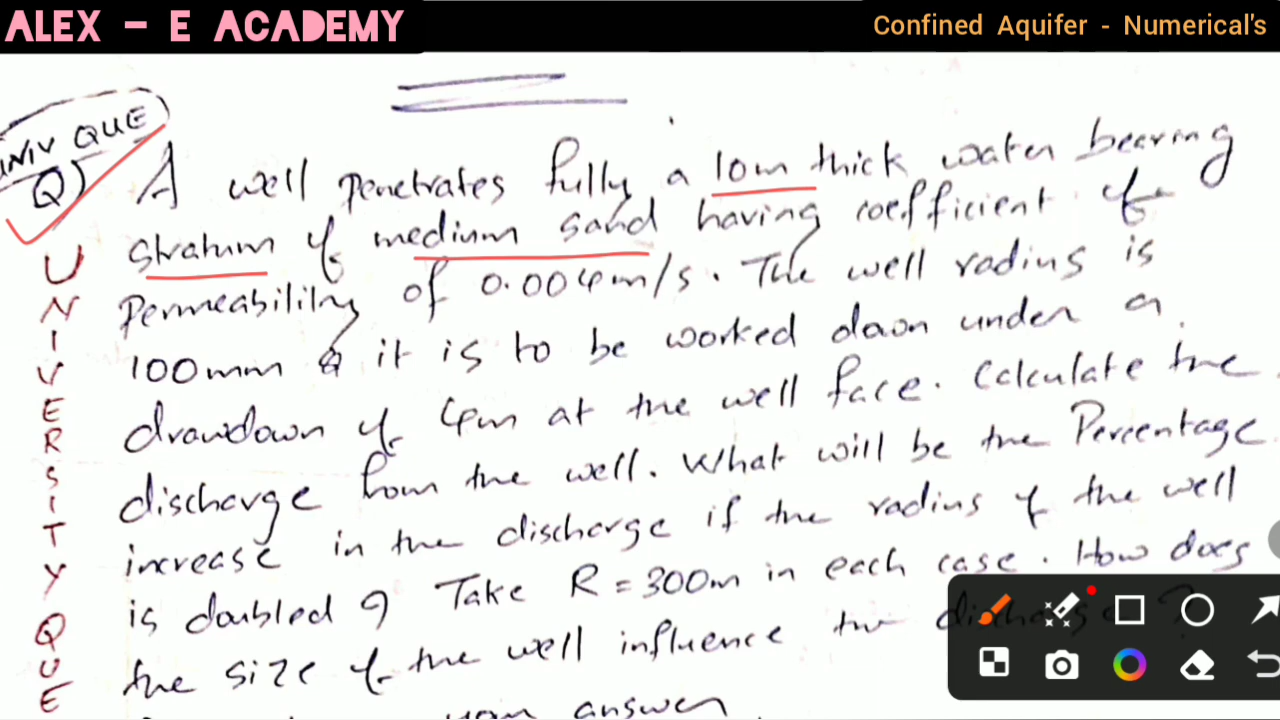 ALEX - E ACADEMY
Confined Aquifer - Numerical's
UNIV QUE
Q) A well penetrates fully a 10m thick water bearing
stratum of medium sand having coefficient of
permeability of 0.004m/s. The well radius is
100mm & it is to be worked down under a
drawdown of 4m at the well face. Calculate the
discharge from the well. What will be the Percentage
increase in the discharge if the radius of the well
is doubled ? Take R = 300m in each case. How does
the size of the well influence the discharge ?
your answer.
UNIVERSITY QUE